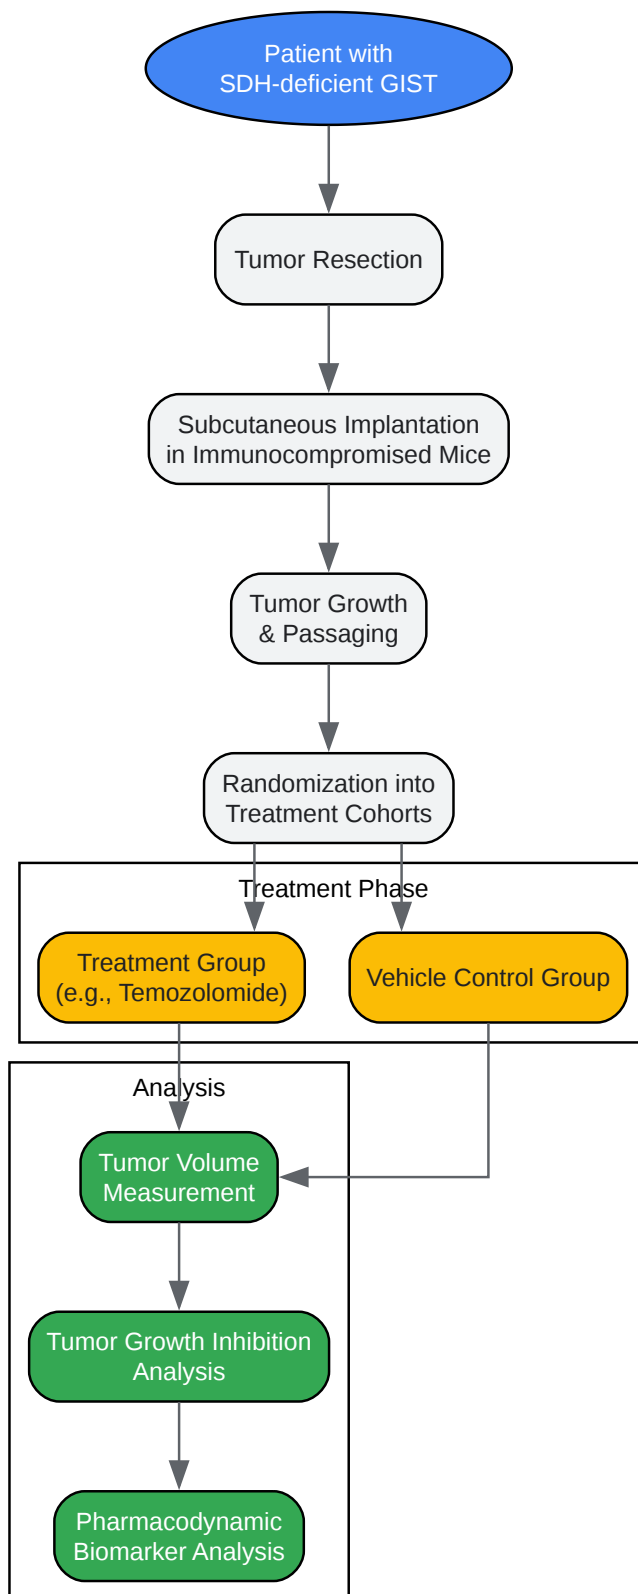 Patient with
SDH-deficient GIST
Tumor Resection
Subcutaneous Implantation
in Immunocompromised Mice
Tumor Growth
& Passaging
Randomization into
Treatment Cohorts
Treatment Phase
Treatment Group
(e.g., Temozolomide)
Vehicle Control Group
Analysis
Tumor Volume
Measurement
Tumor Growth Inhibition
Analysis
Pharmacodynamic
Biomarker Analysis